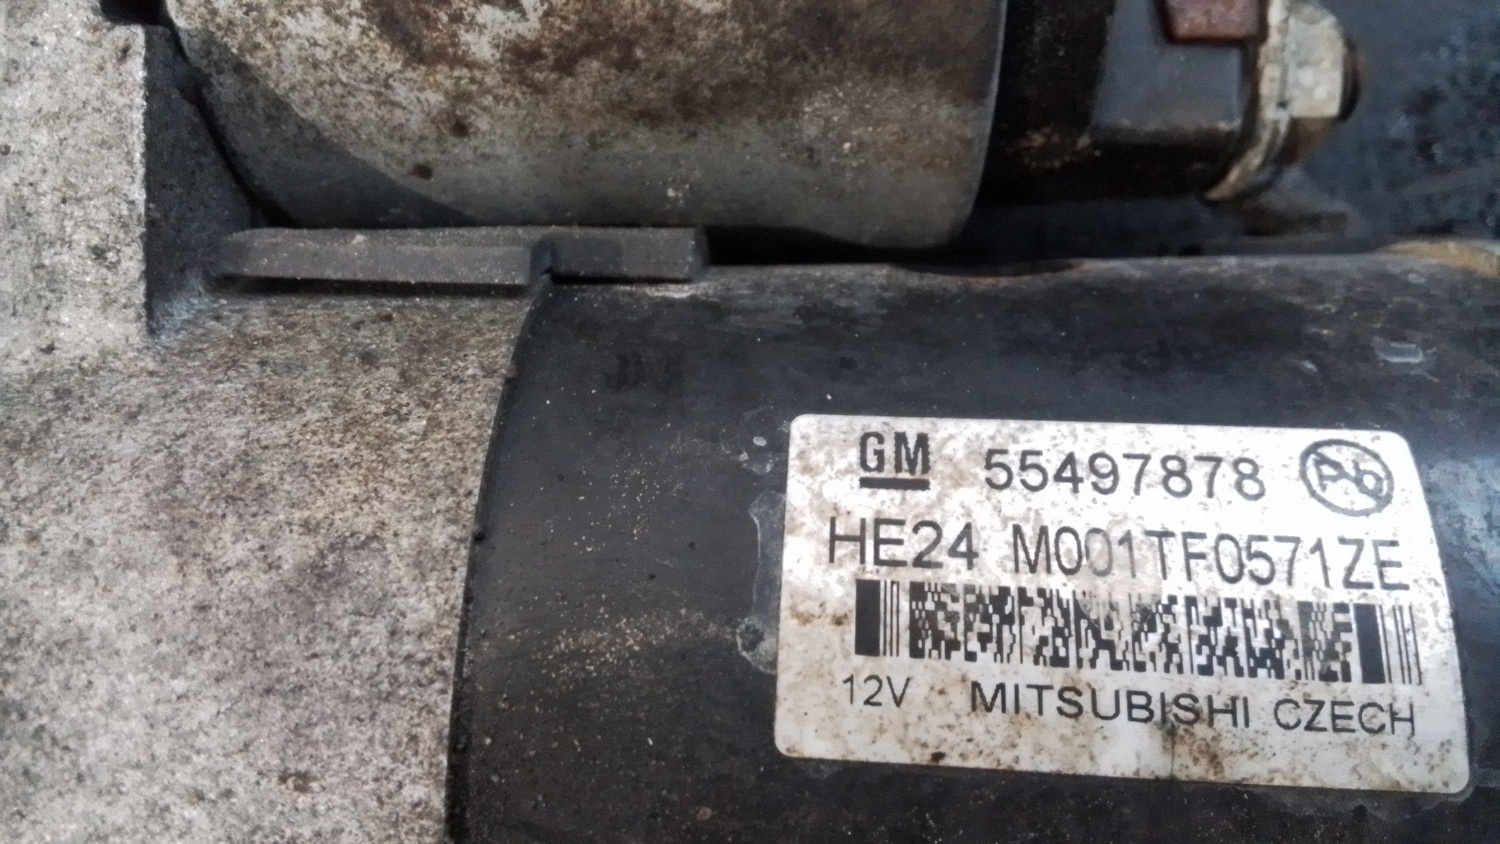 GM 55497878 Pb
HE24 M001TF0571ZE
12V MITSUBISHI CZECH